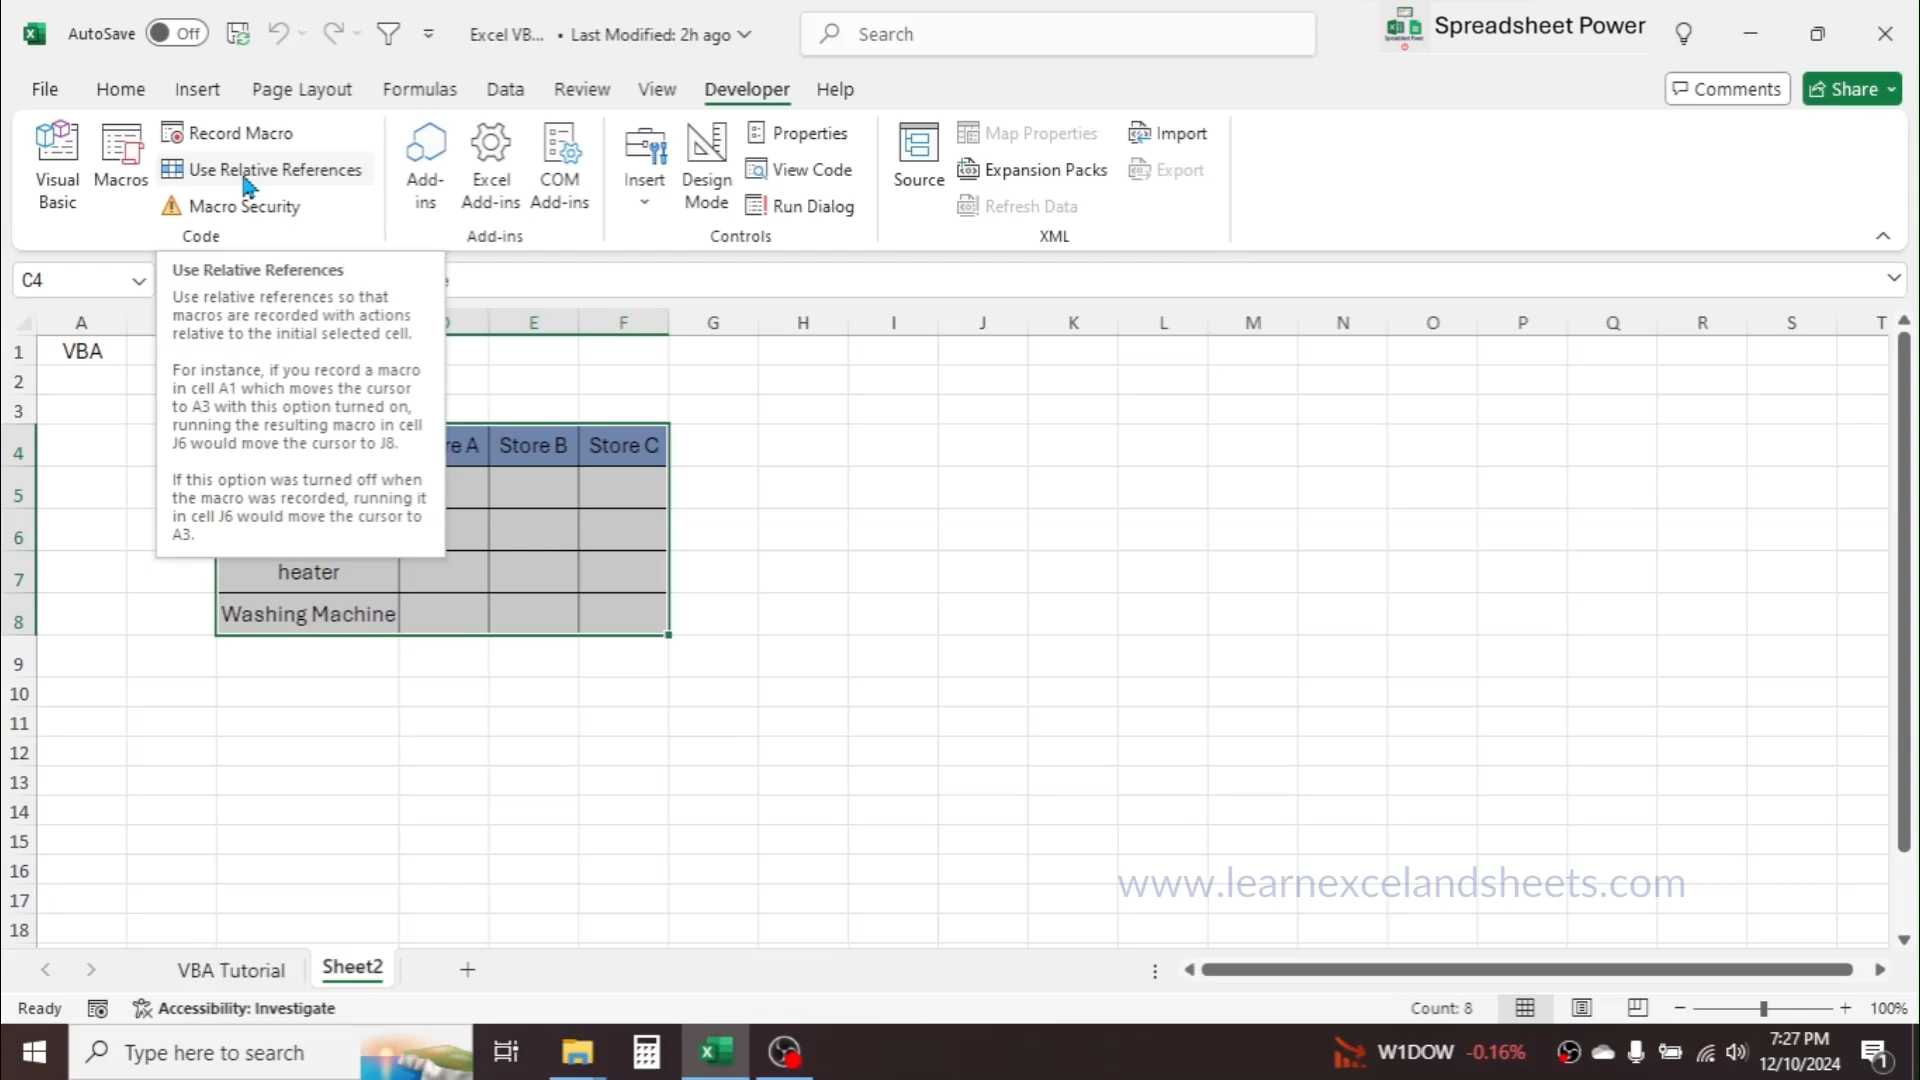 AutoSave Off Excel VB... • Last Modified: 2h ago Search Spreadsheet Power
File Home Insert Page Layout Formulas Data Review View Developer Help Comments Share
Visual Basic
Macros
Record Macro
Use Relative References
Macro Security
Code
Add-ins
Excel Add-ins
COM Add-ins
Add-ins
Insert
Design Mode
Properties
View Code
Run Dialog
Controls
Source
Map Properties
Expansion Packs
Refresh Data
Import
Export
XML
C4
Use Relative References
Use relative references so that
macros are recorded with actions
relative to the initial selected cell.
For instance, if you record a macro
in cell A1 which moves the cursor
to A3 with this option turned on,
running the resulting macro in cell
J6 would move the cursor to J8.
If this option was turned off when
the macro was recorded, running it
in cell J6 would move the cursor to
A3.
A E F G H I J K L M N O P Q R S T
1 VBA
2
3
4 re A Store B Store C
5
6
7 heater
8 Washing Machine
9
10
11
12
13
14
15
16
www.learnexcelandsheets.com
17
18
VBA Tutorial Sheet2
Ready Accessibility: Investigate Count: 8 100%
Type here to search W1DOW -0.16% 7:27 PM
12/10/2024 1